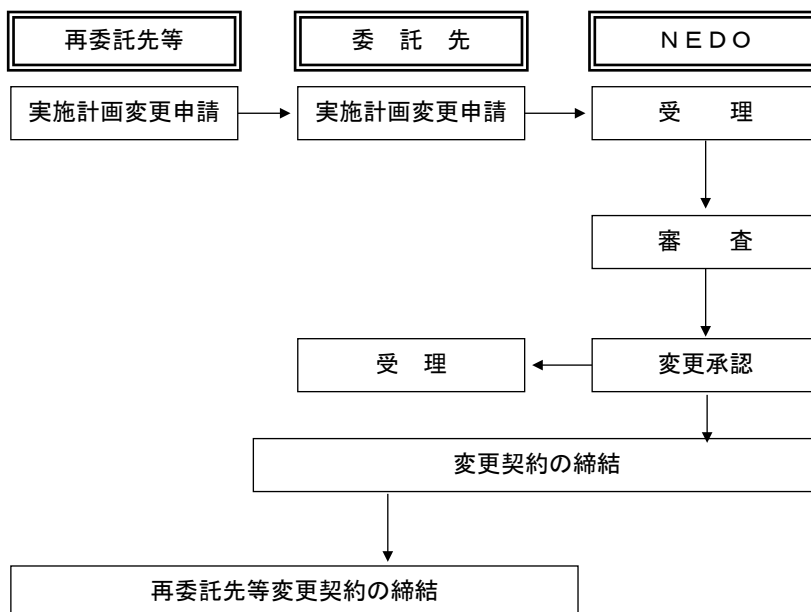 再委託先等
委 託 先
NEDO
実施計画変更申請
実施計画変更申請
受 理
審 査
受 理
変更承認
変更契約の締結
再委託先等変更契約の締結